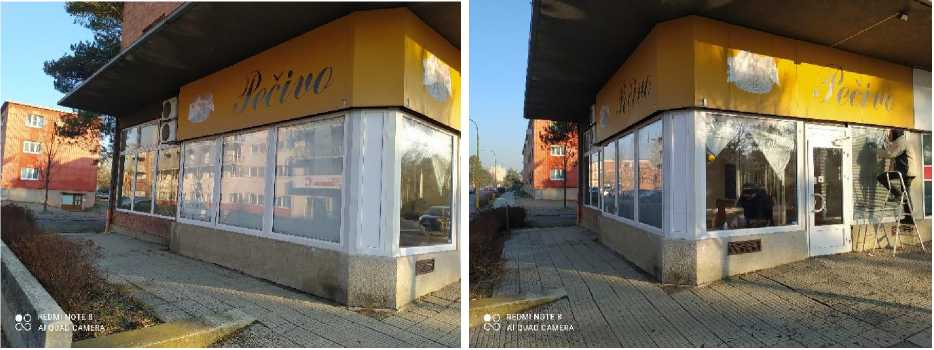 Pečivo
REDMI NOTE 8
AI QUAD CAMERA
Pečivo
Pečivo
REDMI NOTE 8
AI QUAD CAMERA